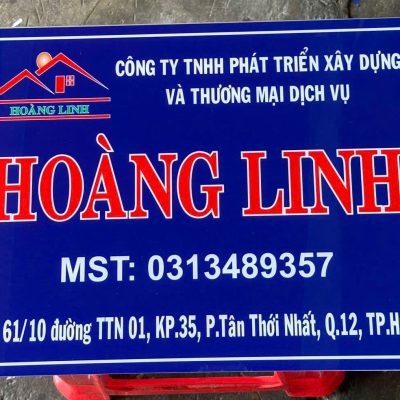 HOÀNG LINH
CÔNG TY TNHH PHÁT TRIỂN XÂY DỰNG
VÀ THƯƠNG MẠI DỊCH VỤ
HOÀNG LINH
MST: 0313489357
61/10 đường TTN 01, KP.35, P.Tân Thới Nhất, Q.12, TP.H